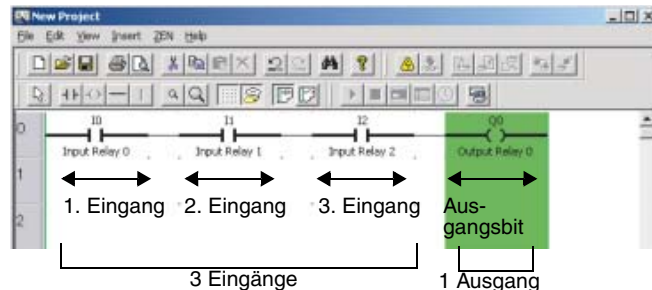 New Project
File Edit View Insert ZEN Help
0 I0 I1 I2 Q0
Input Relay 0 Input Relay 1 Input Relay 2 Output Relay 0
1
1. Eingang 2. Eingang 3. Eingang Aus-
gangsbit
2
3 Eingänge 1 Ausgang